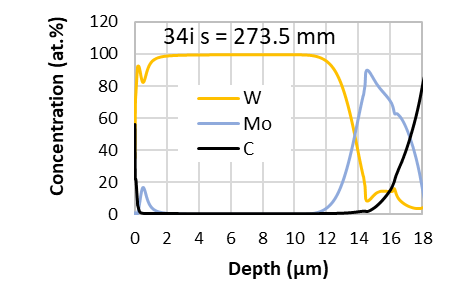 Concentration (at.%)
120
100
80
60
40
20
0
34i s = 273.5 mm
W
Mo
C
0 2 4 6 8 10 12 14 16 18
Depth (μm)